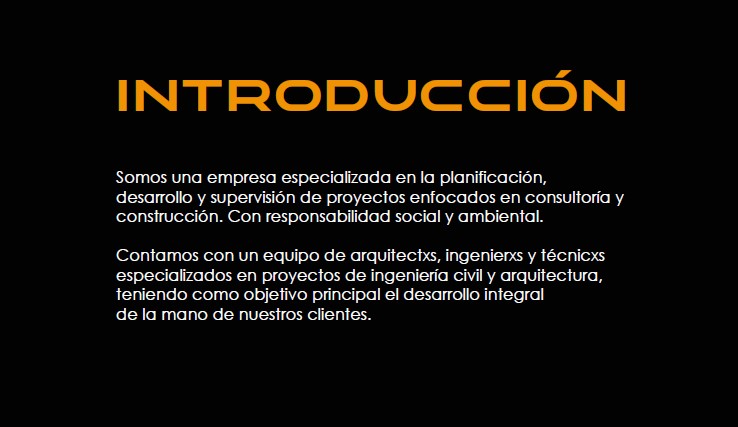 INTRODUCCIÓN
Somos una empresa especializada en la planificación,
desarrollo y supervisión de proyectos enfocados en consultoría y
construcción. Con responsabilidad social y ambiental.
Contamos con un equipo de arquitectxs, ingenierxs y técnicxs
especializados en proyectos de ingeniería civil y arquitectura,
teniendo como objetivo principal el desarrollo integral
de la mano de nuestros clientes.